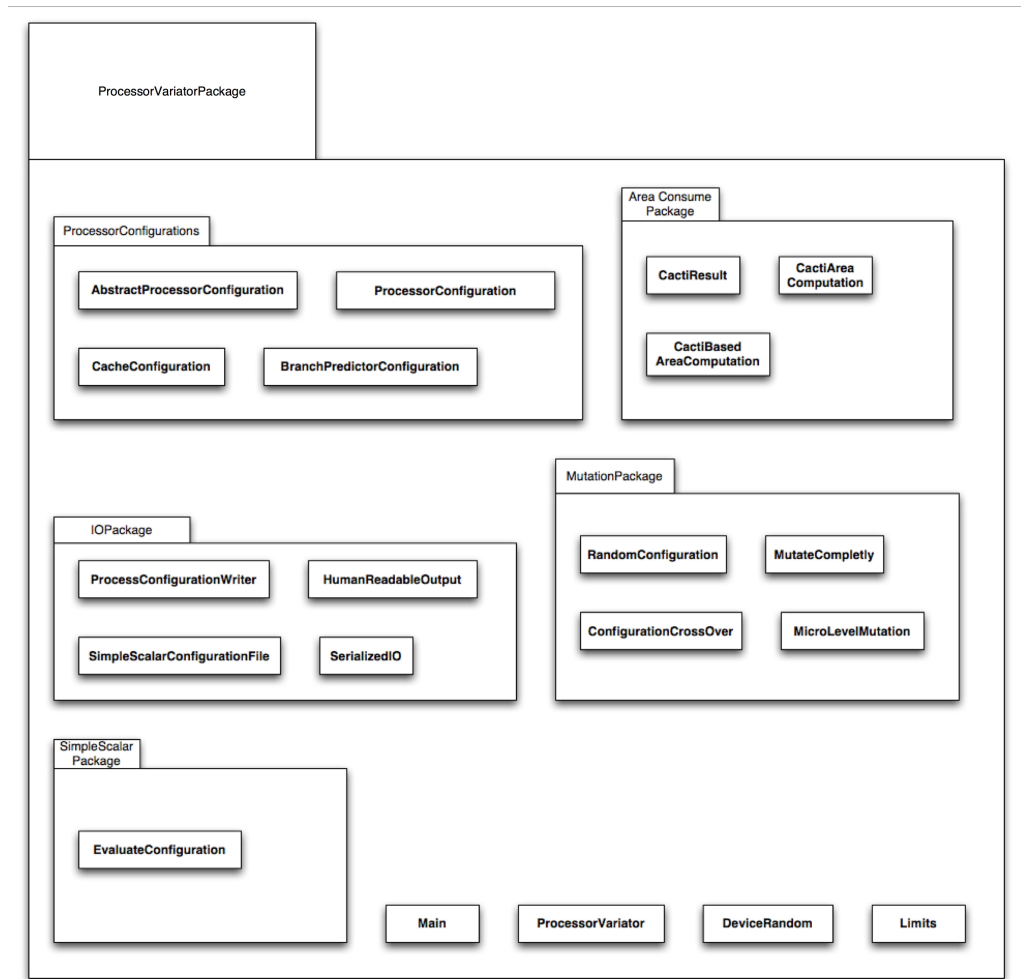 ProcessorVariatorPackage
ProcessorConfigurations
AbstractProcessorConfiguration
ProcessorConfiguration
CacheConfiguration
BranchPredictorConfiguration
Area Consume
Package
CactiResult
CactiArea
Computation
CactiBased
AreaComputation
IOPackage
ProcessConfigurationWriter
HumanReadableOutput
SimpleScalarConfigurationFile
SerializedIO
MutationPackage
RandomConfiguration
MutateCompletly
ConfigurationCrossOver
MicroLevelMutation
SimpleScalar
Package
EvaluateConfiguration
Main
ProcessorVariator
DeviceRandom
Limits